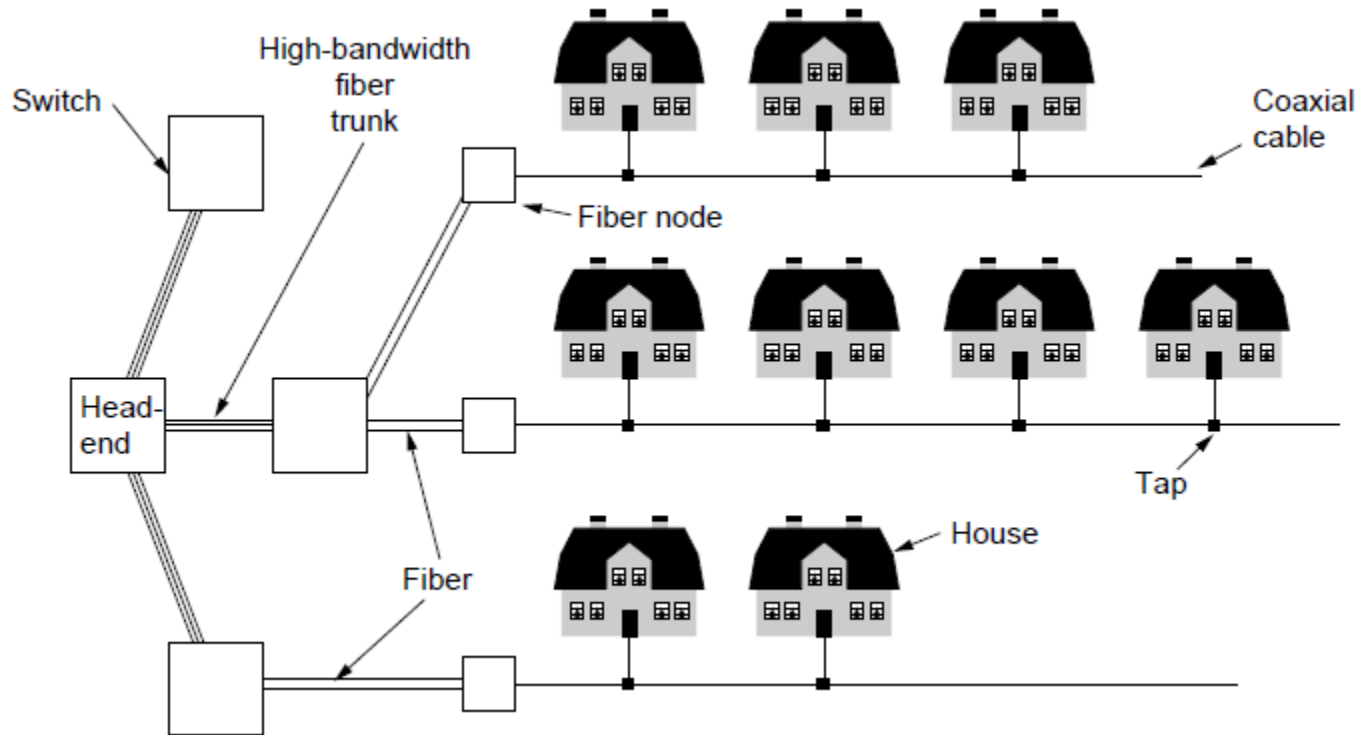 High-bandwidth
fiber
trunk
Switch
Coaxial
cable
Fiber node
Head-
end
Tap
House
Fiber